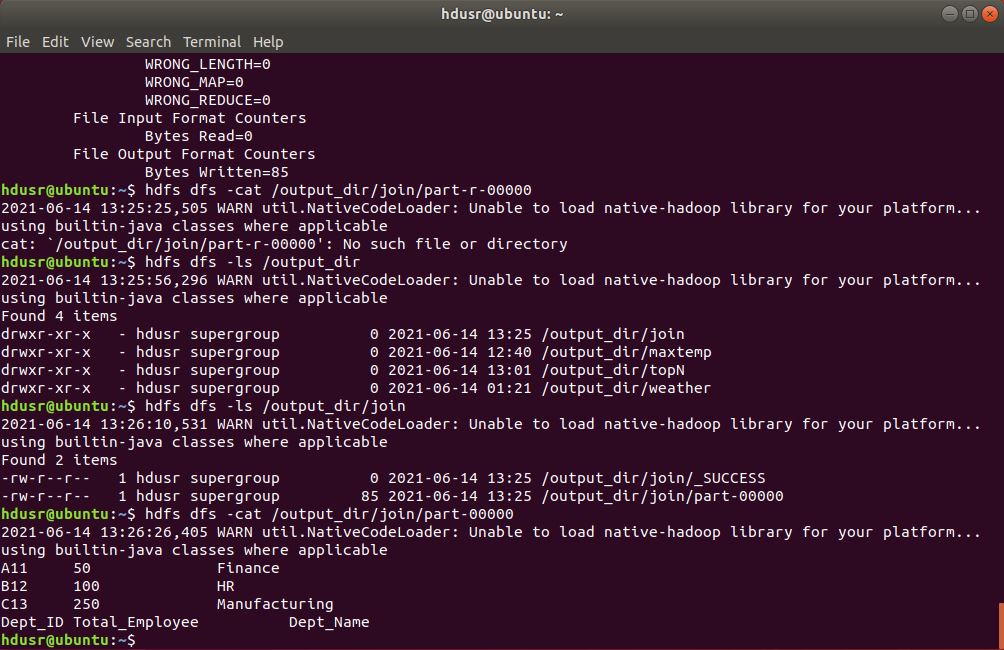 hdusr@ubuntu: ~
File Edit View Search Terminal Help
WRONG_LENGTH=0
WRONG_MAP=0
WRONG_REDUCE=0
File Input Format Counters
Bytes Read=0
File Output Format Counters
Bytes Written=85
hdusr@ubuntu:~$ hdfs dfs -cat /output_dir/join/part-r-00000
2021-06-14 13:25:25,505 WARN util.NativeCodeLoader: Unable to load native-hadoop library for your platform...
using builtin-java classes where applicable
cat: `/output_dir/join/part-r-00000': No such file or directory
hdusr@ubuntu:~$ hdfs dfs -ls /output_dir
2021-06-14 13:25:56,296 WARN util.NativeCodeLoader: Unable to load native-hadoop library for your platform...
using builtin-java classes where applicable
Found 4 items
drwxr-xr-x   - hdusr supergroup          0 2021-06-14 13:25 /output_dir/join
drwxr-xr-x   - hdusr supergroup          0 2021-06-14 12:40 /output_dir/maxtemp
drwxr-xr-x   - hdusr supergroup          0 2021-06-14 13:01 /output_dir/topN
drwxr-xr-x   - hdusr supergroup          0 2021-06-14 01:21 /output_dir/weather
hdusr@ubuntu:~$ hdfs dfs -ls /output_dir/join
2021-06-14 13:26:10,531 WARN util.NativeCodeLoader: Unable to load native-hadoop library for your platform...
using builtin-java classes where applicable
Found 2 items
-rw-r--r--   1 hdusr supergroup          0 2021-06-14 13:25 /output_dir/join/_SUCCESS
-rw-r--r--   1 hdusr supergroup         85 2021-06-14 13:25 /output_dir/join/part-00000
hdusr@ubuntu:~$ hdfs dfs -cat /output_dir/join/part-00000
2021-06-14 13:26:26,405 WARN util.NativeCodeLoader: Unable to load native-hadoop library for your platform...
using builtin-java classes where applicable
A11     50              Finance
B12     100             HR
C13     250             Manufacturing
Dept_ID Total_Employee          Dept_Name
hdusr@ubuntu:~$